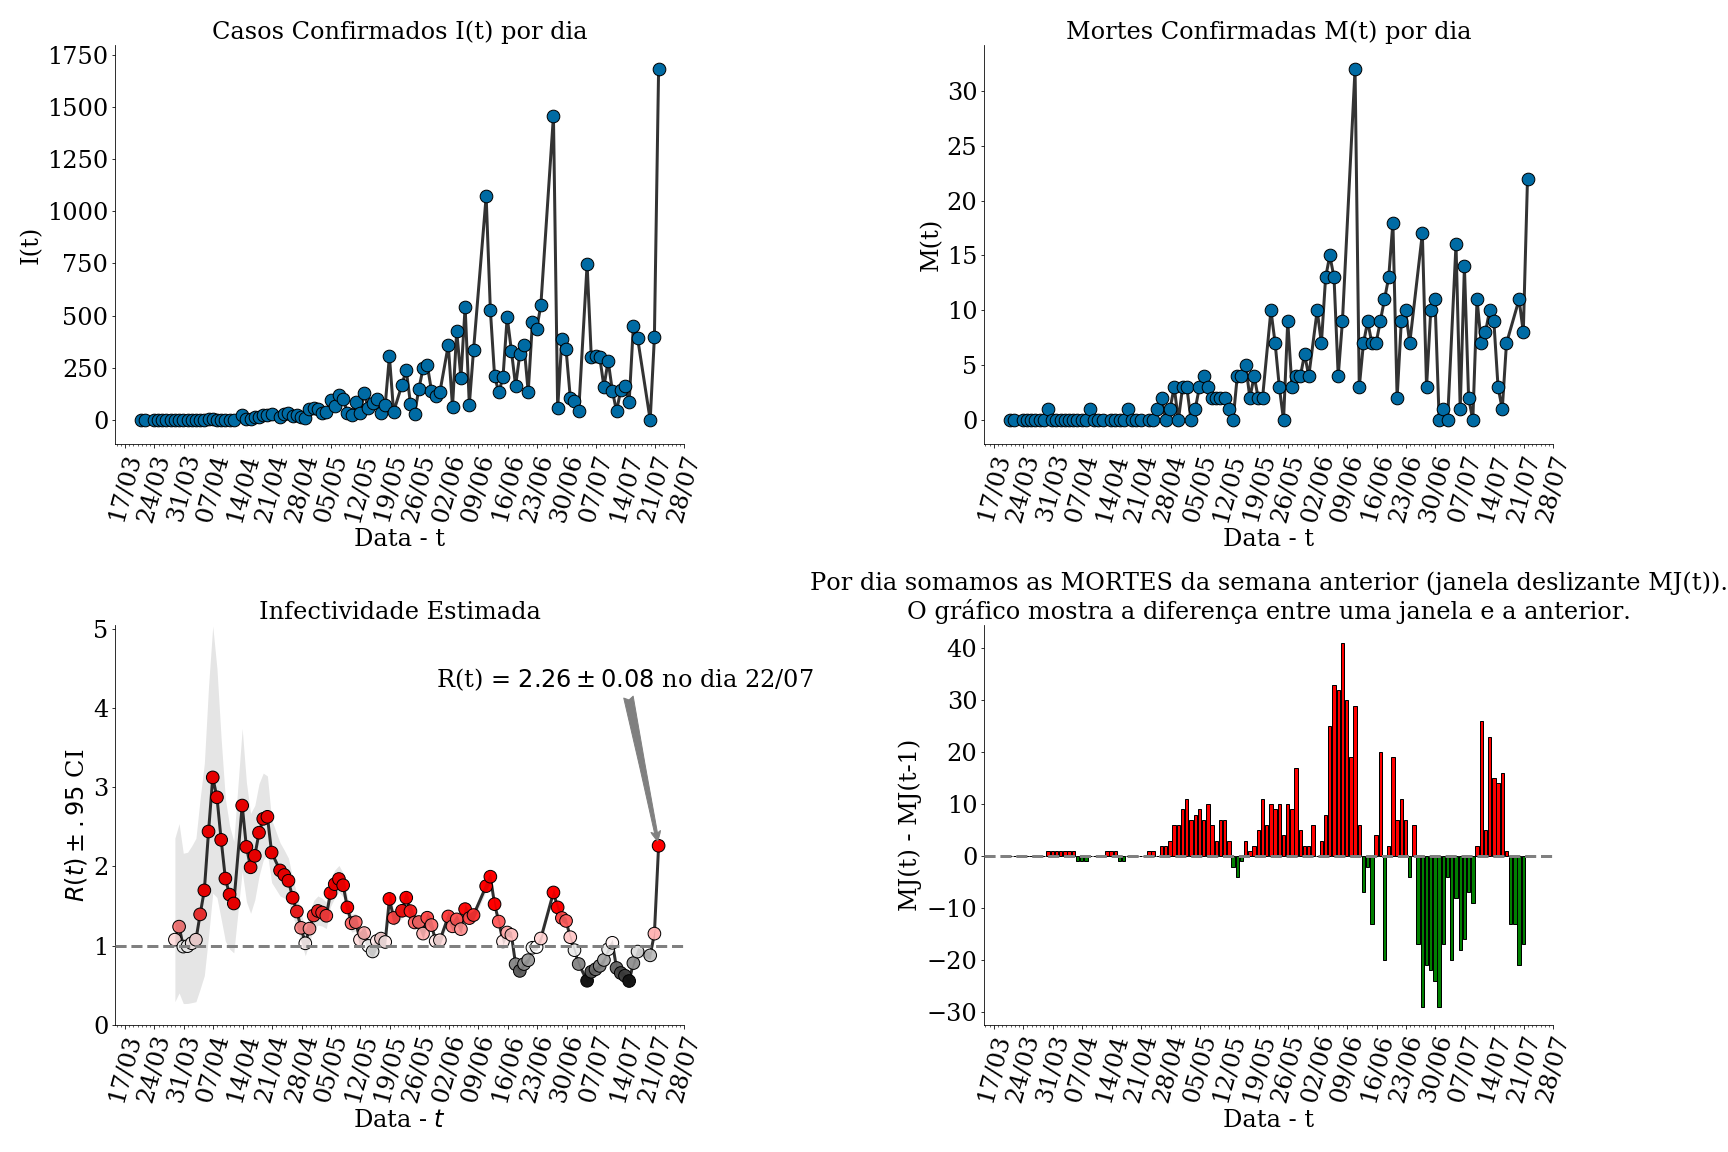 Casos Confirmados I(t) por dia
I(t)
1750
1500
1250
1000
750
500
250
0
17/03 24/03 31/03 07/04 14/04 21/04 28/04 05/05 12/05 19/05 26/05 02/06 09/06 16/06 23/06 30/06 07/07 14/07 21/07 28/07
Data - t
Mortes Confirmadas M(t) por dia
M(t)
30
25
20
15
10
5
0
17/03 24/03 31/03 07/04 14/04 21/04 28/04 05/05 12/05 19/05 26/05 02/06 09/06 16/06 23/06 30/06 07/07 14/07 21/07 28/07
Data - t
Infectividade Estimada
R(t) ± .95 CI
5
4
3
2
1
0
R(t) = 2.26 ± 0.08 no dia 22/07
17/03 24/03 31/03 07/04 14/04 21/04 28/04 05/05 12/05 19/05 26/05 02/06 09/06 16/06 23/06 30/06 07/07 14/07 21/07 28/07
Data - t
Por dia somamos as MORTES da semana anterior (janela deslizante MJ(t)).
O gráfico mostra a diferença entre uma janela e a anterior.
MJ(t) - MJ(t-1)
40
30
20
10
0
−10
−20
−30
17/03 24/03 31/03 07/04 14/04 21/04 28/04 05/05 12/05 19/05 26/05 02/06 09/06 16/06 23/06 30/06 07/07 14/07 21/07 28/07
Data - t